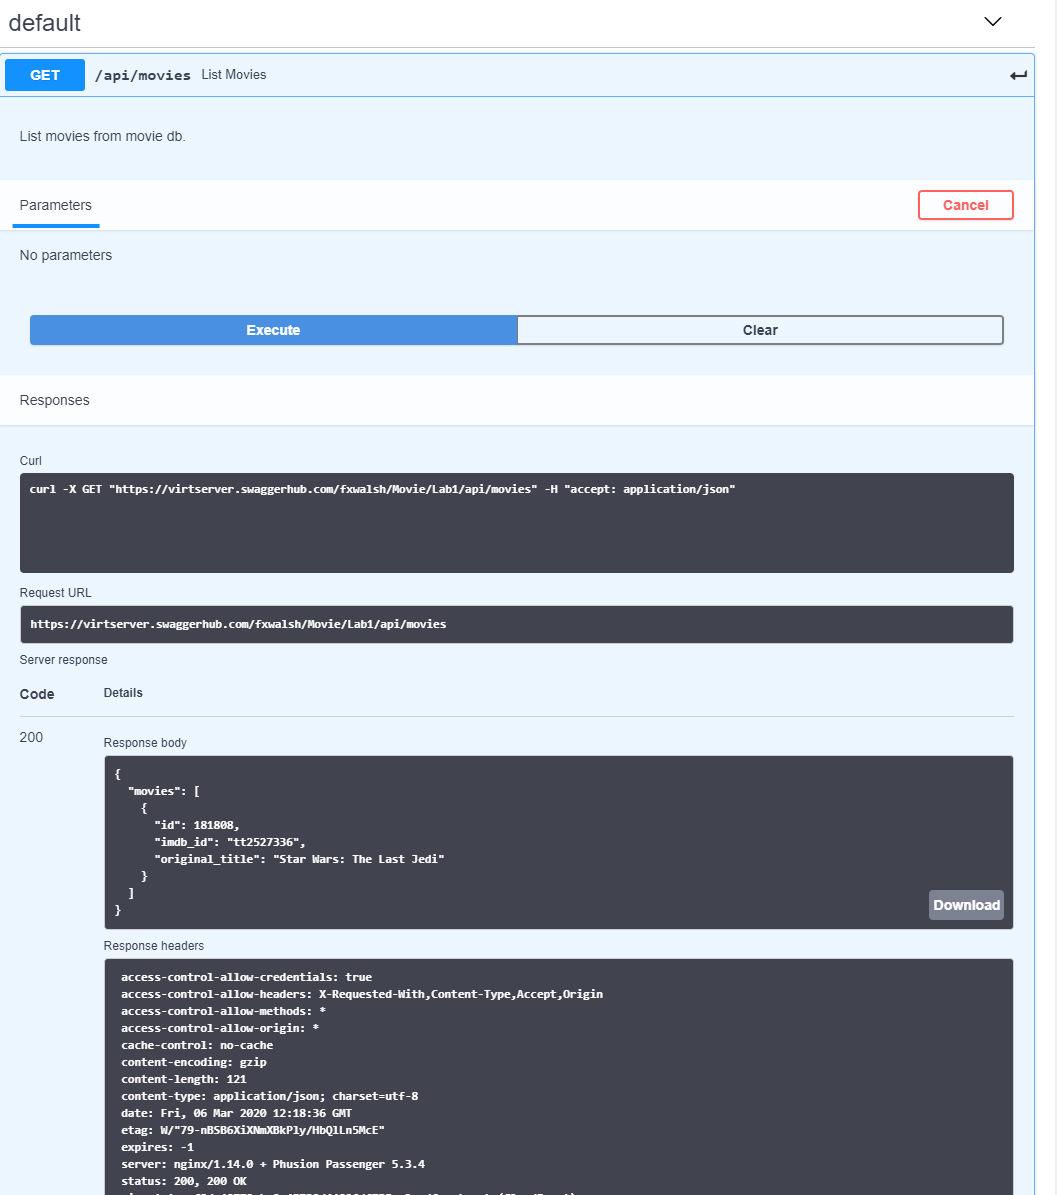 default
GET /api/movies List Movies
List movies from movie db.
Parameters Cancel
No parameters
Execute Clear
Responses
Curl
curl -X GET "https://virtserver.swaggerhub.com/fxwalsh/Movie/Lab1/api/movies" -H "accept: application/json"
Request URL
https://virtserver.swaggerhub.com/fxwalsh/Movie/Lab1/api/movies
Server response
Code Details
200
Response body
{
"movies": [
{
"id": 181808,
"imdb_id": "tt2527336",
"original_title": "Star Wars: The Last Jedi"
}
]
}
Download
Response headers
access-control-allow-credentials: true
access-control-allow-headers: X-Requested-With,Content-Type,Accept,Origin
access-control-allow-methods: *
access-control-allow-origin: *
cache-control: no-cache
content-encoding: gzip
content-length: 121
content-type: application/json; charset=utf-8
date: Fri, 06 Mar 2020 12:18:36 GMT
etag: W/"79-nBSB6XiXNmXBkPly/HbQlLn5McE"
expires: -1
server: nginx/1.14.0 + Phusion Passenger 5.3.4
status: 200, 200 OK